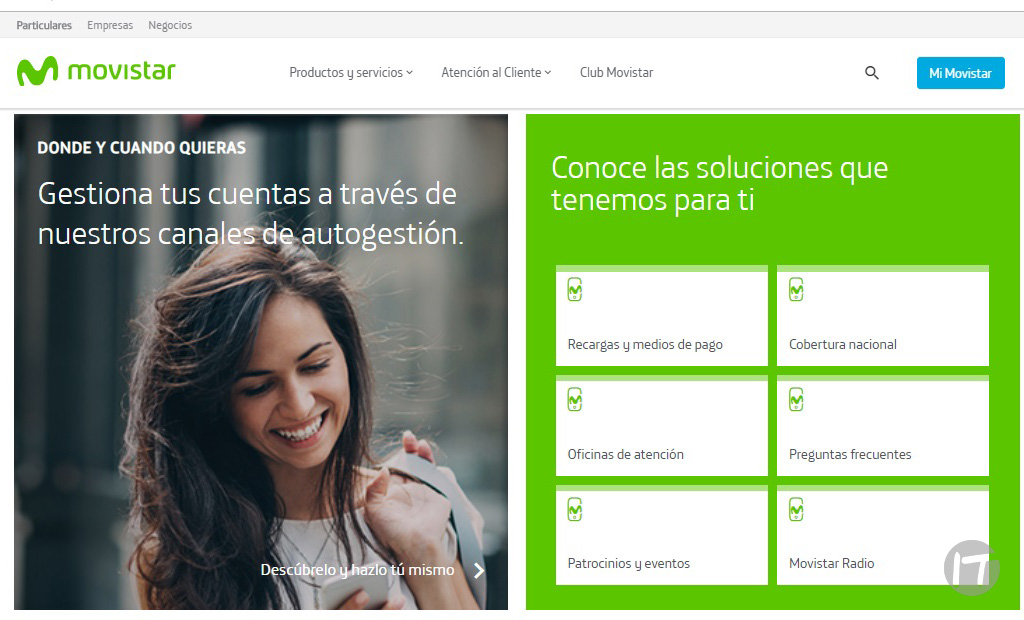 Particulares Empresas Negocios
movistar
Productos y servicios Atención al Cliente Club Movistar
Mi Movistar
DONDE Y CUANDO QUIERAS
Gestiona tus cuentas a través de
nuestros canales de autogestión.
Descúbrelo y hazlo tú mismo
Conoce las soluciones que
tenemos para ti
Recargas y medios de pago
Cobertura nacional
Oficinas de atención
Preguntas frecuentes
Patrocinios y eventos
Movistar Radio
IT